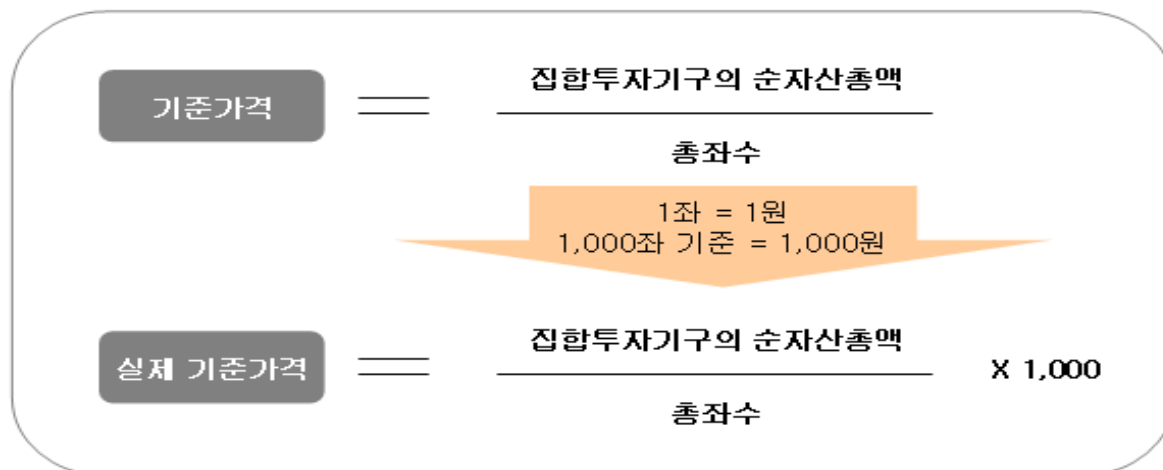 집합투자기구의 순자산총액
기준가격
총좌수
1좌 = 1원
1,000좌 기준 = 1,000원
집합투자기구의 순자산총액
실제 기준가격
X 1,000
총좌수